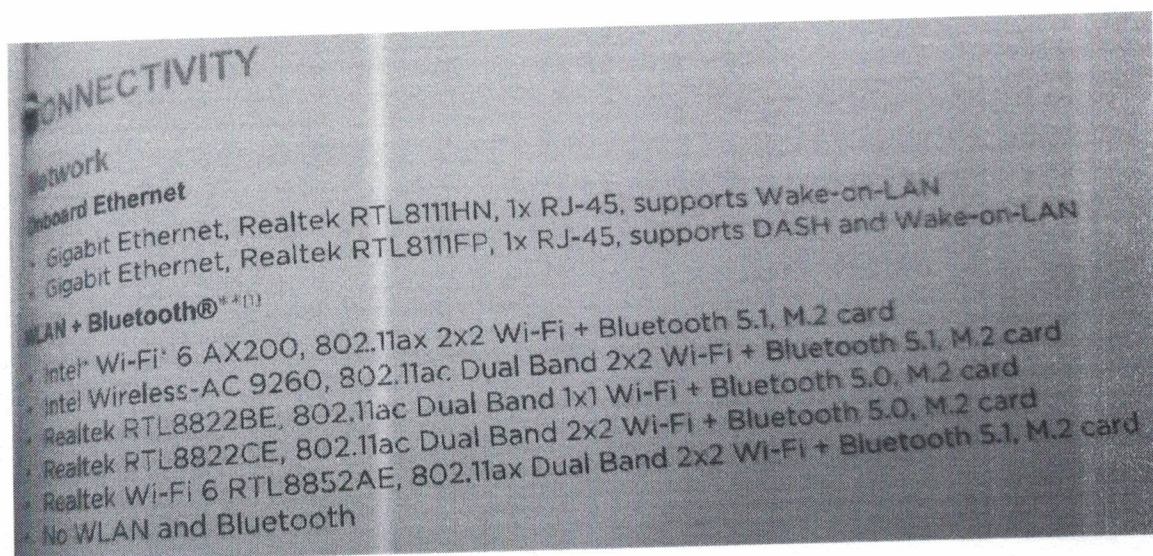 CONNECTIVITY
Network
Onboard Ethernet
• Gigabit Ethernet, Realtek RTL8111HN, 1x RJ-45, supports Wake-on-LAN
• Gigabit Ethernet, Realtek RTL8111FP, 1x RJ-45, supports DASH and Wake-on-LAN
WLAN + Bluetooth®**[1]
• Intel® Wi-Fi® 6 AX200, 802.11ax 2x2 Wi-Fi + Bluetooth 5.1, M.2 card
• Intel Wireless-AC 9260, 802.11ac Dual Band 2x2 Wi-Fi + Bluetooth 5.1, M.2 card
• Realtek RTL8822BE, 802.11ac Dual Band 1x1 Wi-Fi + Bluetooth 5.0, M.2 card
• Realtek RTL8822CE, 802.11ac Dual Band 2x2 Wi-Fi + Bluetooth 5.0, M.2 card
• Realtek Wi-Fi 6 RTL8852AE, 802.11ax Dual Band 2x2 Wi-Fi + Bluetooth 5.1, M.2 card
• No WLAN and Bluetooth